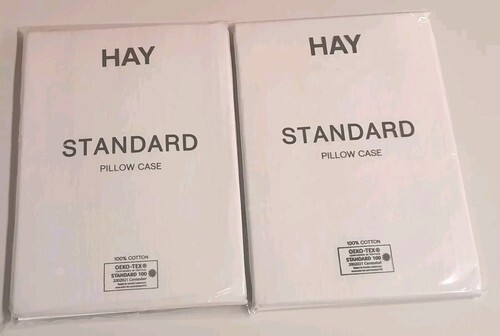 HAY
STANDARD
PILLOW CASE
100% COTTON
OEKO-TEX®
STANDARD 100
HAY
STANDARD
PILLOW CASE
100% COTTON
OEKO-TEX®
STANDARD 100